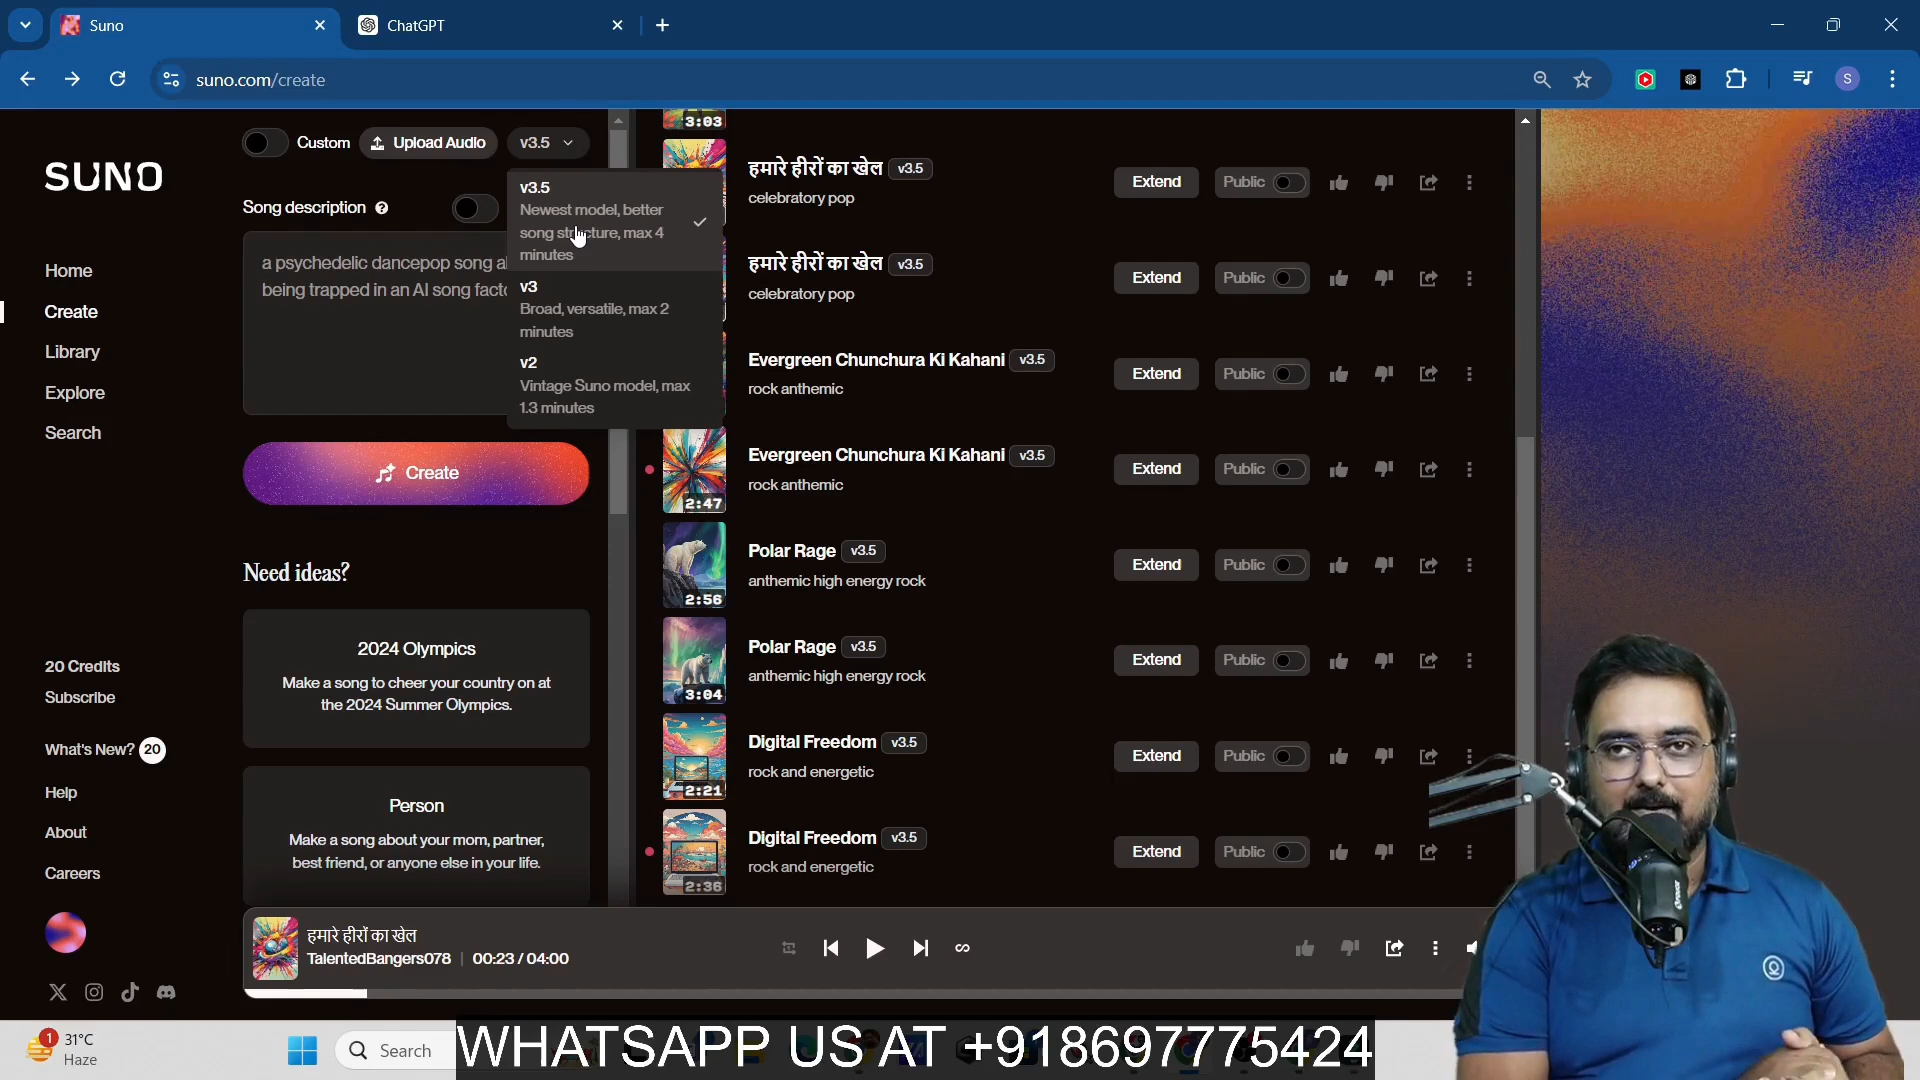 Suno
ChatGPT
suno.com/create
S
SUNO
Home
Create
Library
Explore
Search
20 Credits
Subscribe
What's New? 20
Help
About
Careers
Custom
Upload Audio
v3.5
Song description
a psychedelic dancepop song
being trapped in an AI song
v3.5
Newest model, better
song structure, max 4
minutes
v3
Broad, versatile, max 2
minutes
v2
Vintage Suno model, max
1.3 minutes
Create
Need ideas?
2024 Olympics
Make a song to cheer your country on at
the 2024 Summer Olympics.
Person
Make a song about your mom, partner,
best friend, or anyone else in your life.
3:03
हमारे हीरों का खेल v3.5
celebratory pop
Extend Public
हमारे हीरों का खेल v3.5
celebratory pop
Extend Public
Evergreen Chunchura Ki Kahani v3.5
rock anthemic
Extend Public
Evergreen Chunchura Ki Kahani v3.5
rock anthemic
2:47
Extend Public
Polar Rage v3.5
anthemic high energy rock
2:56
Extend Public
Polar Rage v3.5
anthemic high energy rock
3:04
Extend Public
Digital Freedom v3.5
rock and energetic
2:21
Extend Public
Digital Freedom v3.5
rock and energetic
2:36
Extend Public
हमारे हीरों का खेल
TalentedBangers078 00:23 / 04:00
1
31°C
Haze
Search
WHATSAPP US AT +918697775424